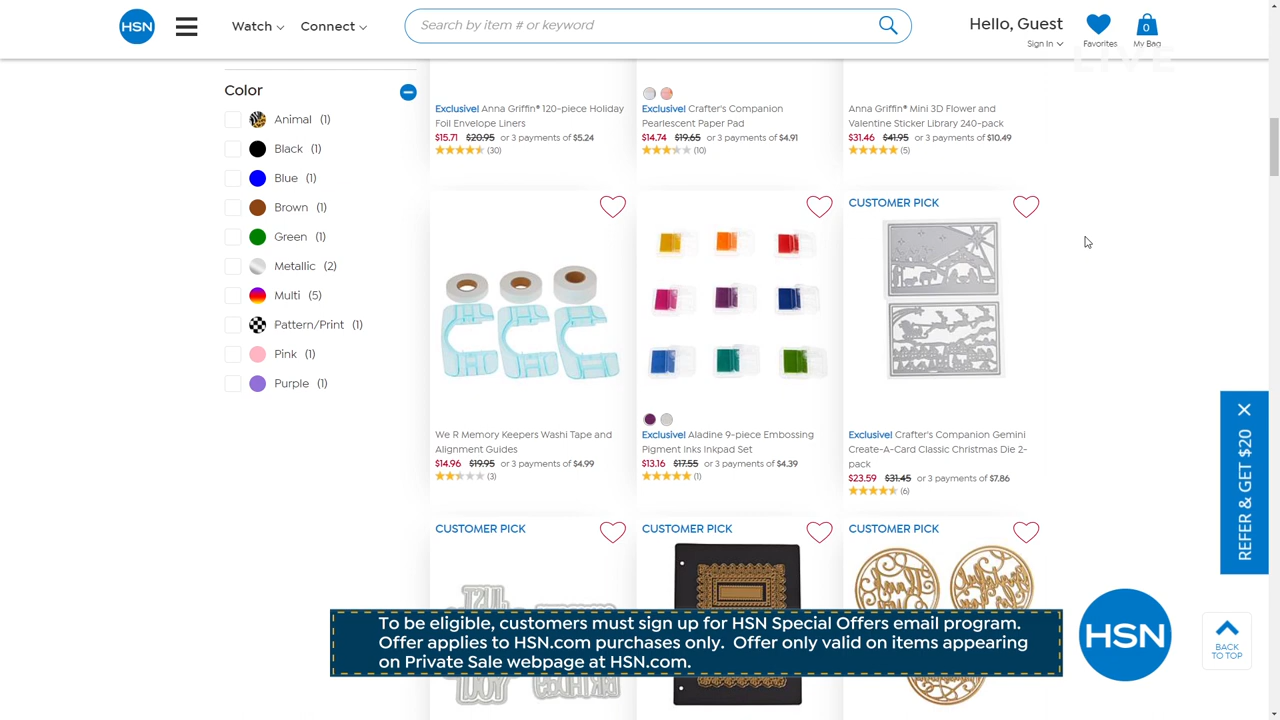 HSN
Watch
Connect
Search by item # or keyword
Hello, Guest
Sign In
Favorites
0
My Bag
LIVE
Color
Animal (1)
Black (1)
Blue (1)
Brown (1)
Green (1)
Metallic (2)
Multi (5)
Pattern/Print (1)
Pink (1)
Purple (1)
Exclusive! Anna Griffin® 120-piece Holiday
Foil Envelope Liners
$15.71 $20.95 or 3 payments of $5.24
(30)
Exclusive! Crafter's Companion
Pearlescent Paper Pad
$14.74 $19.65 or 3 payments of $4.91
(10)
Anna Griffin® Mini 3D Flower and
Valentine Sticker Library 240-pack
$31.46 $41.95 or 3 payments of $10.49
(5)
We R Memory Keepers Washi Tape and
Alignment Guides
$14.96 $19.95 or 3 payments of $4.99
(3)
Exclusive! Aladine 9-piece Embossing
Pigment Inks Inkpad Set
$13.16 $17.55 or 3 payments of $4.39
(1)
CUSTOMER PICK
Exclusive! Crafter's Companion Gemini
Create-A-Card Classic Christmas Die 2-
pack
$23.59 $31.45 or 3 payments of $7.86
(6)
CUSTOMER PICK
CUSTOMER PICK
CUSTOMER PICK
REFER & GET $20
To be eligible, customers must sign up for HSN Special Offers email program.
Offer applies to HSN.com purchases only. Offer only valid on items appearing
on Private Sale webpage at HSN.com.
HSN
BACK
TO TOP